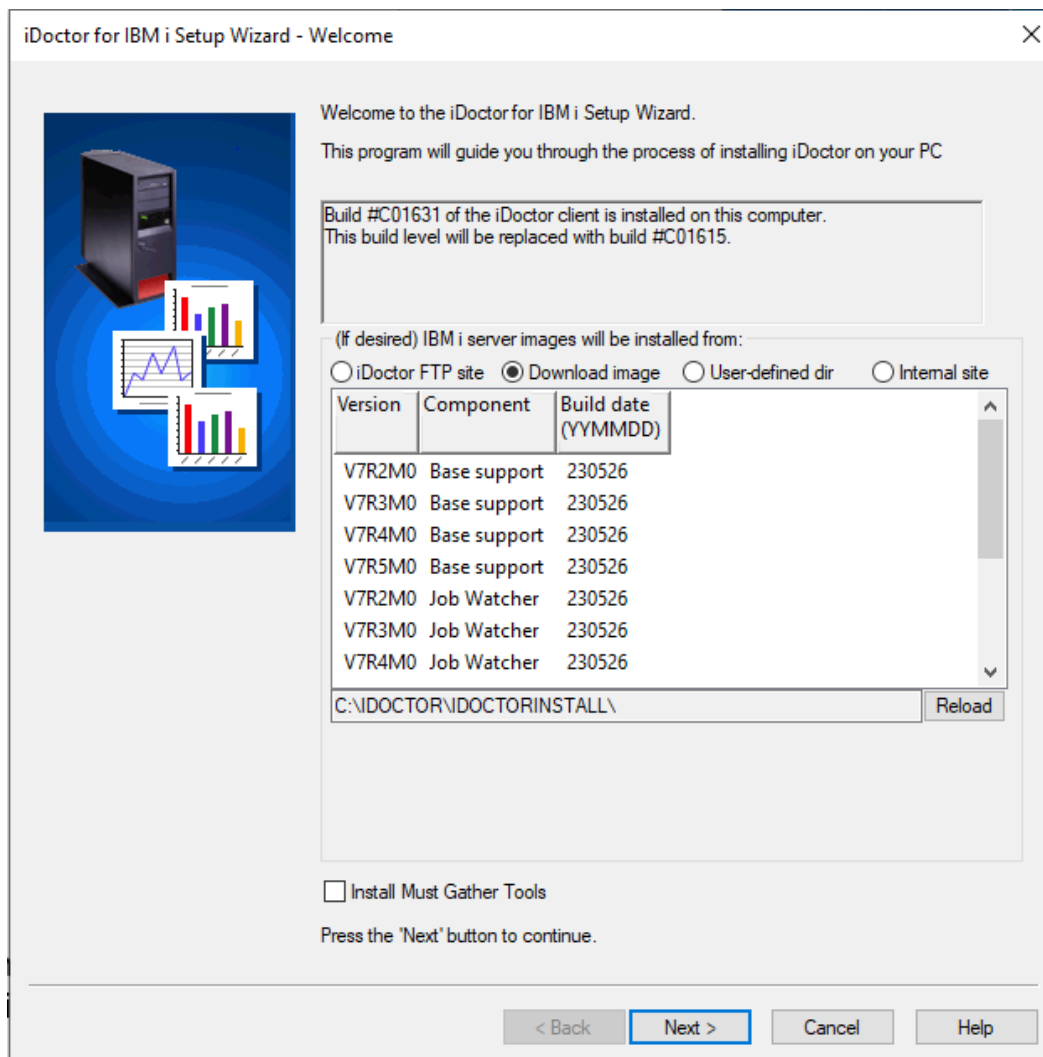 iDoctor for IBM i Setup Wizard - Welcome
Welcome to the iDoctor for IBM i Setup Wizard.
This program will guide you through the process of installing iDoctor on your PC
Build #C01631 of the iDoctor client is installed on this computer.
This build level will be replaced with build #C01615.
(If desired) IBM i server images will be installed from:
iDoctor FTP site Download image User-defined dir Internal site
Version Component Build date
(YYMMDD)
V7R2M0 Base support 230526
V7R3M0 Base support 230526
V7R4M0 Base support 230526
V7R5M0 Base support 230526
V7R2M0 Job Watcher 230526
V7R3M0 Job Watcher 230526
V7R4M0 Job Watcher 230526
C:\IDOCTOR\IDOCTORINSTALL\ Reload
Install Must Gather Tools
Press the 'Next' button to continue.
< Back Next > Cancel Help